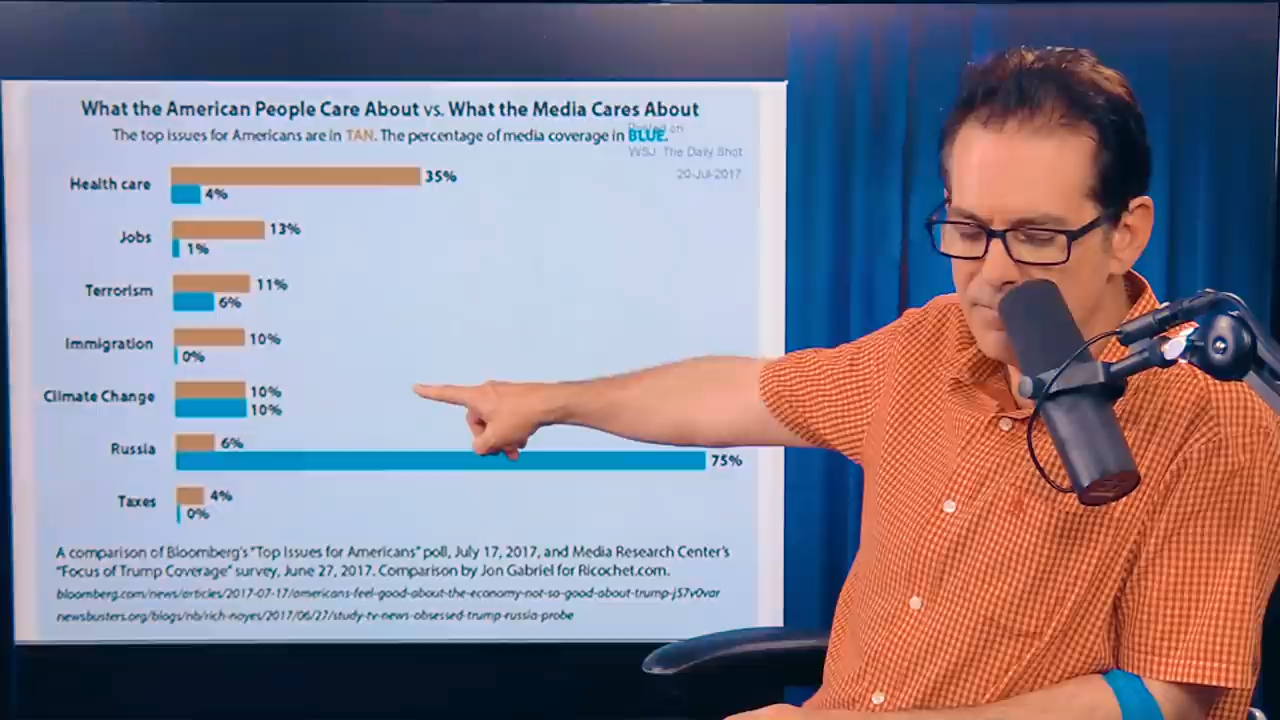 What the American People Care About vs. What the Media Cares About
The top issues for Americans are in TAN. The percentage of media coverage in BLUE.
Posted on
WSJ: The Daily Shot
20-Jul-2017
Health care
35%
4%
Jobs
13%
1%
Terrorism
11%
6%
Immigration
10%
0%
Climate Change
10%
10%
Russia
6%
75%
Taxes
4%
0%
A comparison of Bloomberg's "Top Issues for Americans" poll, July 17, 2017, and Media Research Center's
"Focus of Trump Coverage" survey, June 27, 2017. Comparison by Jon Gabriel for Ricochet.com.
bloomberg.com/news/articles/2017-07-17/americans-feel-good-about-the-economy-not-so-good-about-trump-j57v0var
newsbusters.org/blogs/nb/rich-noyes/2017/06/27/study-tv-news-obsessed-trump-russia-probe